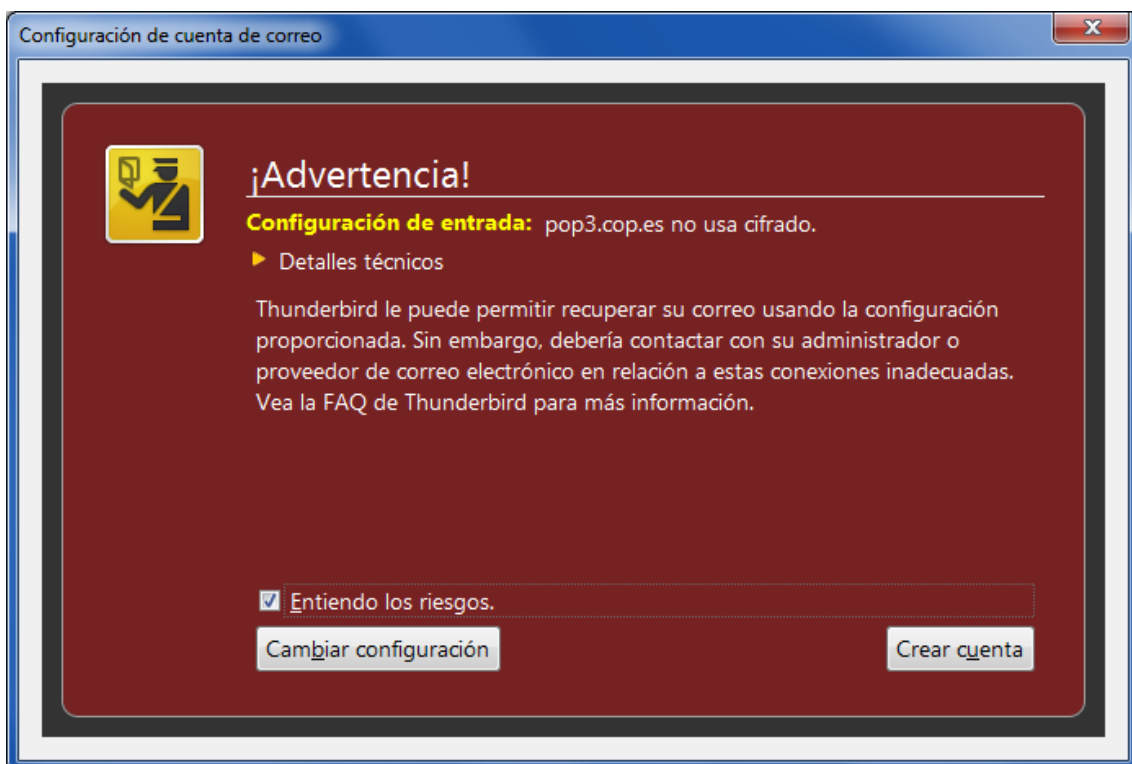 Configuración de cuenta de correo
¡Advertencia!
Configuración de entrada: pop3.cop.es no usa cifrado.
Detalles técnicos
Thunderbird le puede permitir recuperar su correo usando la configuración
proporcionada. Sin embargo, debería contactar con su administrador o
proveedor de correo electrónico en relación a estas conexiones inadecuadas.
Vea la FAQ de Thunderbird para más información.
Entiendo los riesgos.
Cambiar configuración
Crear cuenta